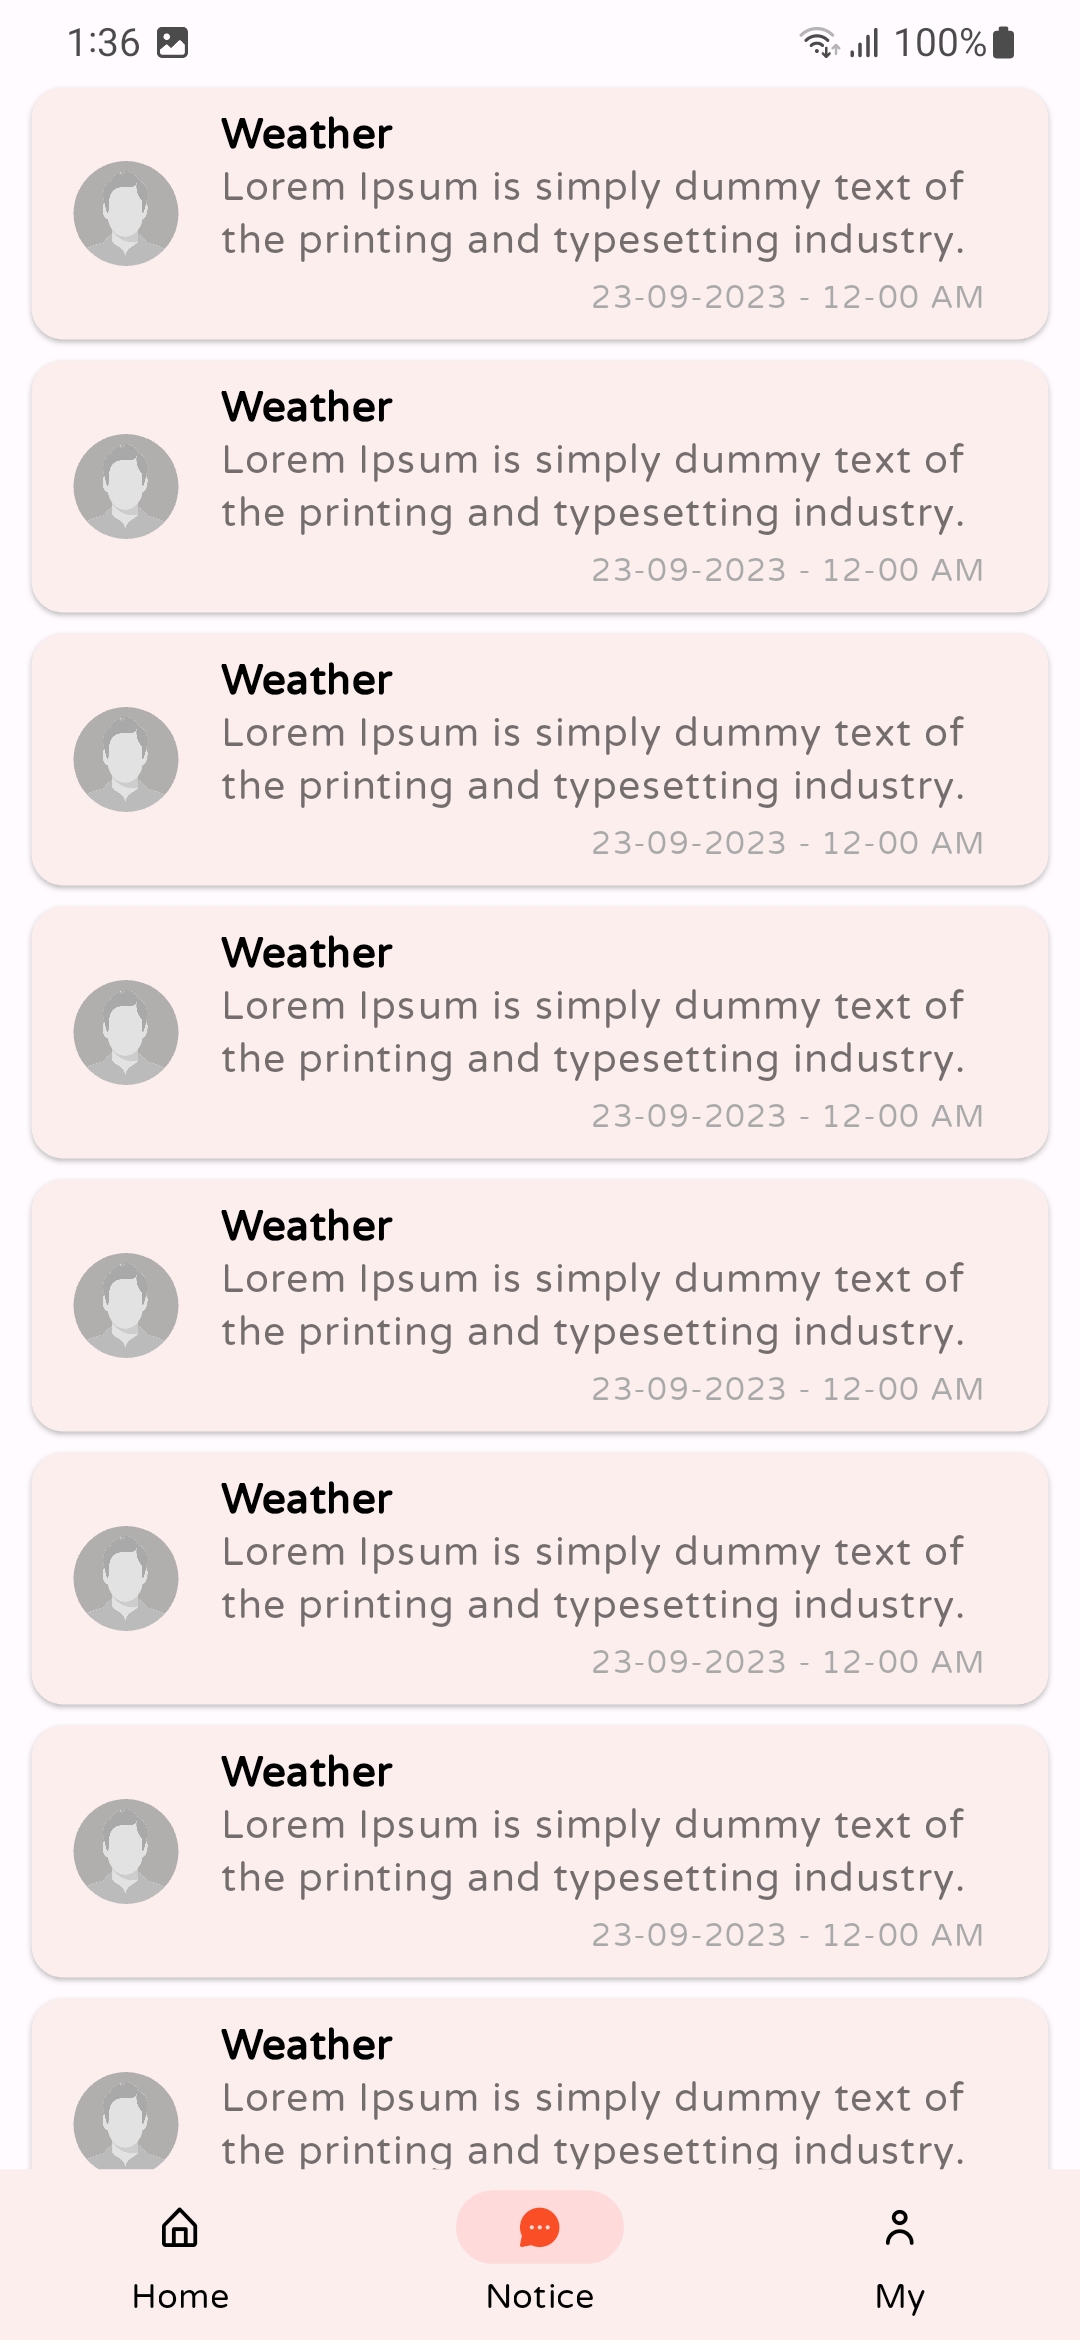 1:36
100%
Weather
Lorem Ipsum is simply dummy text of
the printing and typesetting industry.
23-09-2023 - 12-00 AM
Weather
Lorem Ipsum is simply dummy text of
the printing and typesetting industry.
23-09-2023 - 12-00 AM
Weather
Lorem Ipsum is simply dummy text of
the printing and typesetting industry.
23-09-2023 - 12-00 AM
Weather
Lorem Ipsum is simply dummy text of
the printing and typesetting industry.
23-09-2023 - 12-00 AM
Weather
Lorem Ipsum is simply dummy text of
the printing and typesetting industry.
23-09-2023 - 12-00 AM
Weather
Lorem Ipsum is simply dummy text of
the printing and typesetting industry.
23-09-2023 - 12-00 AM
Weather
Lorem Ipsum is simply dummy text of
the printing and typesetting industry.
23-09-2023 - 12-00 AM
Weather
Lorem Ipsum is simply dummy text of
the printing and typesetting industry.
Home
Notice
My